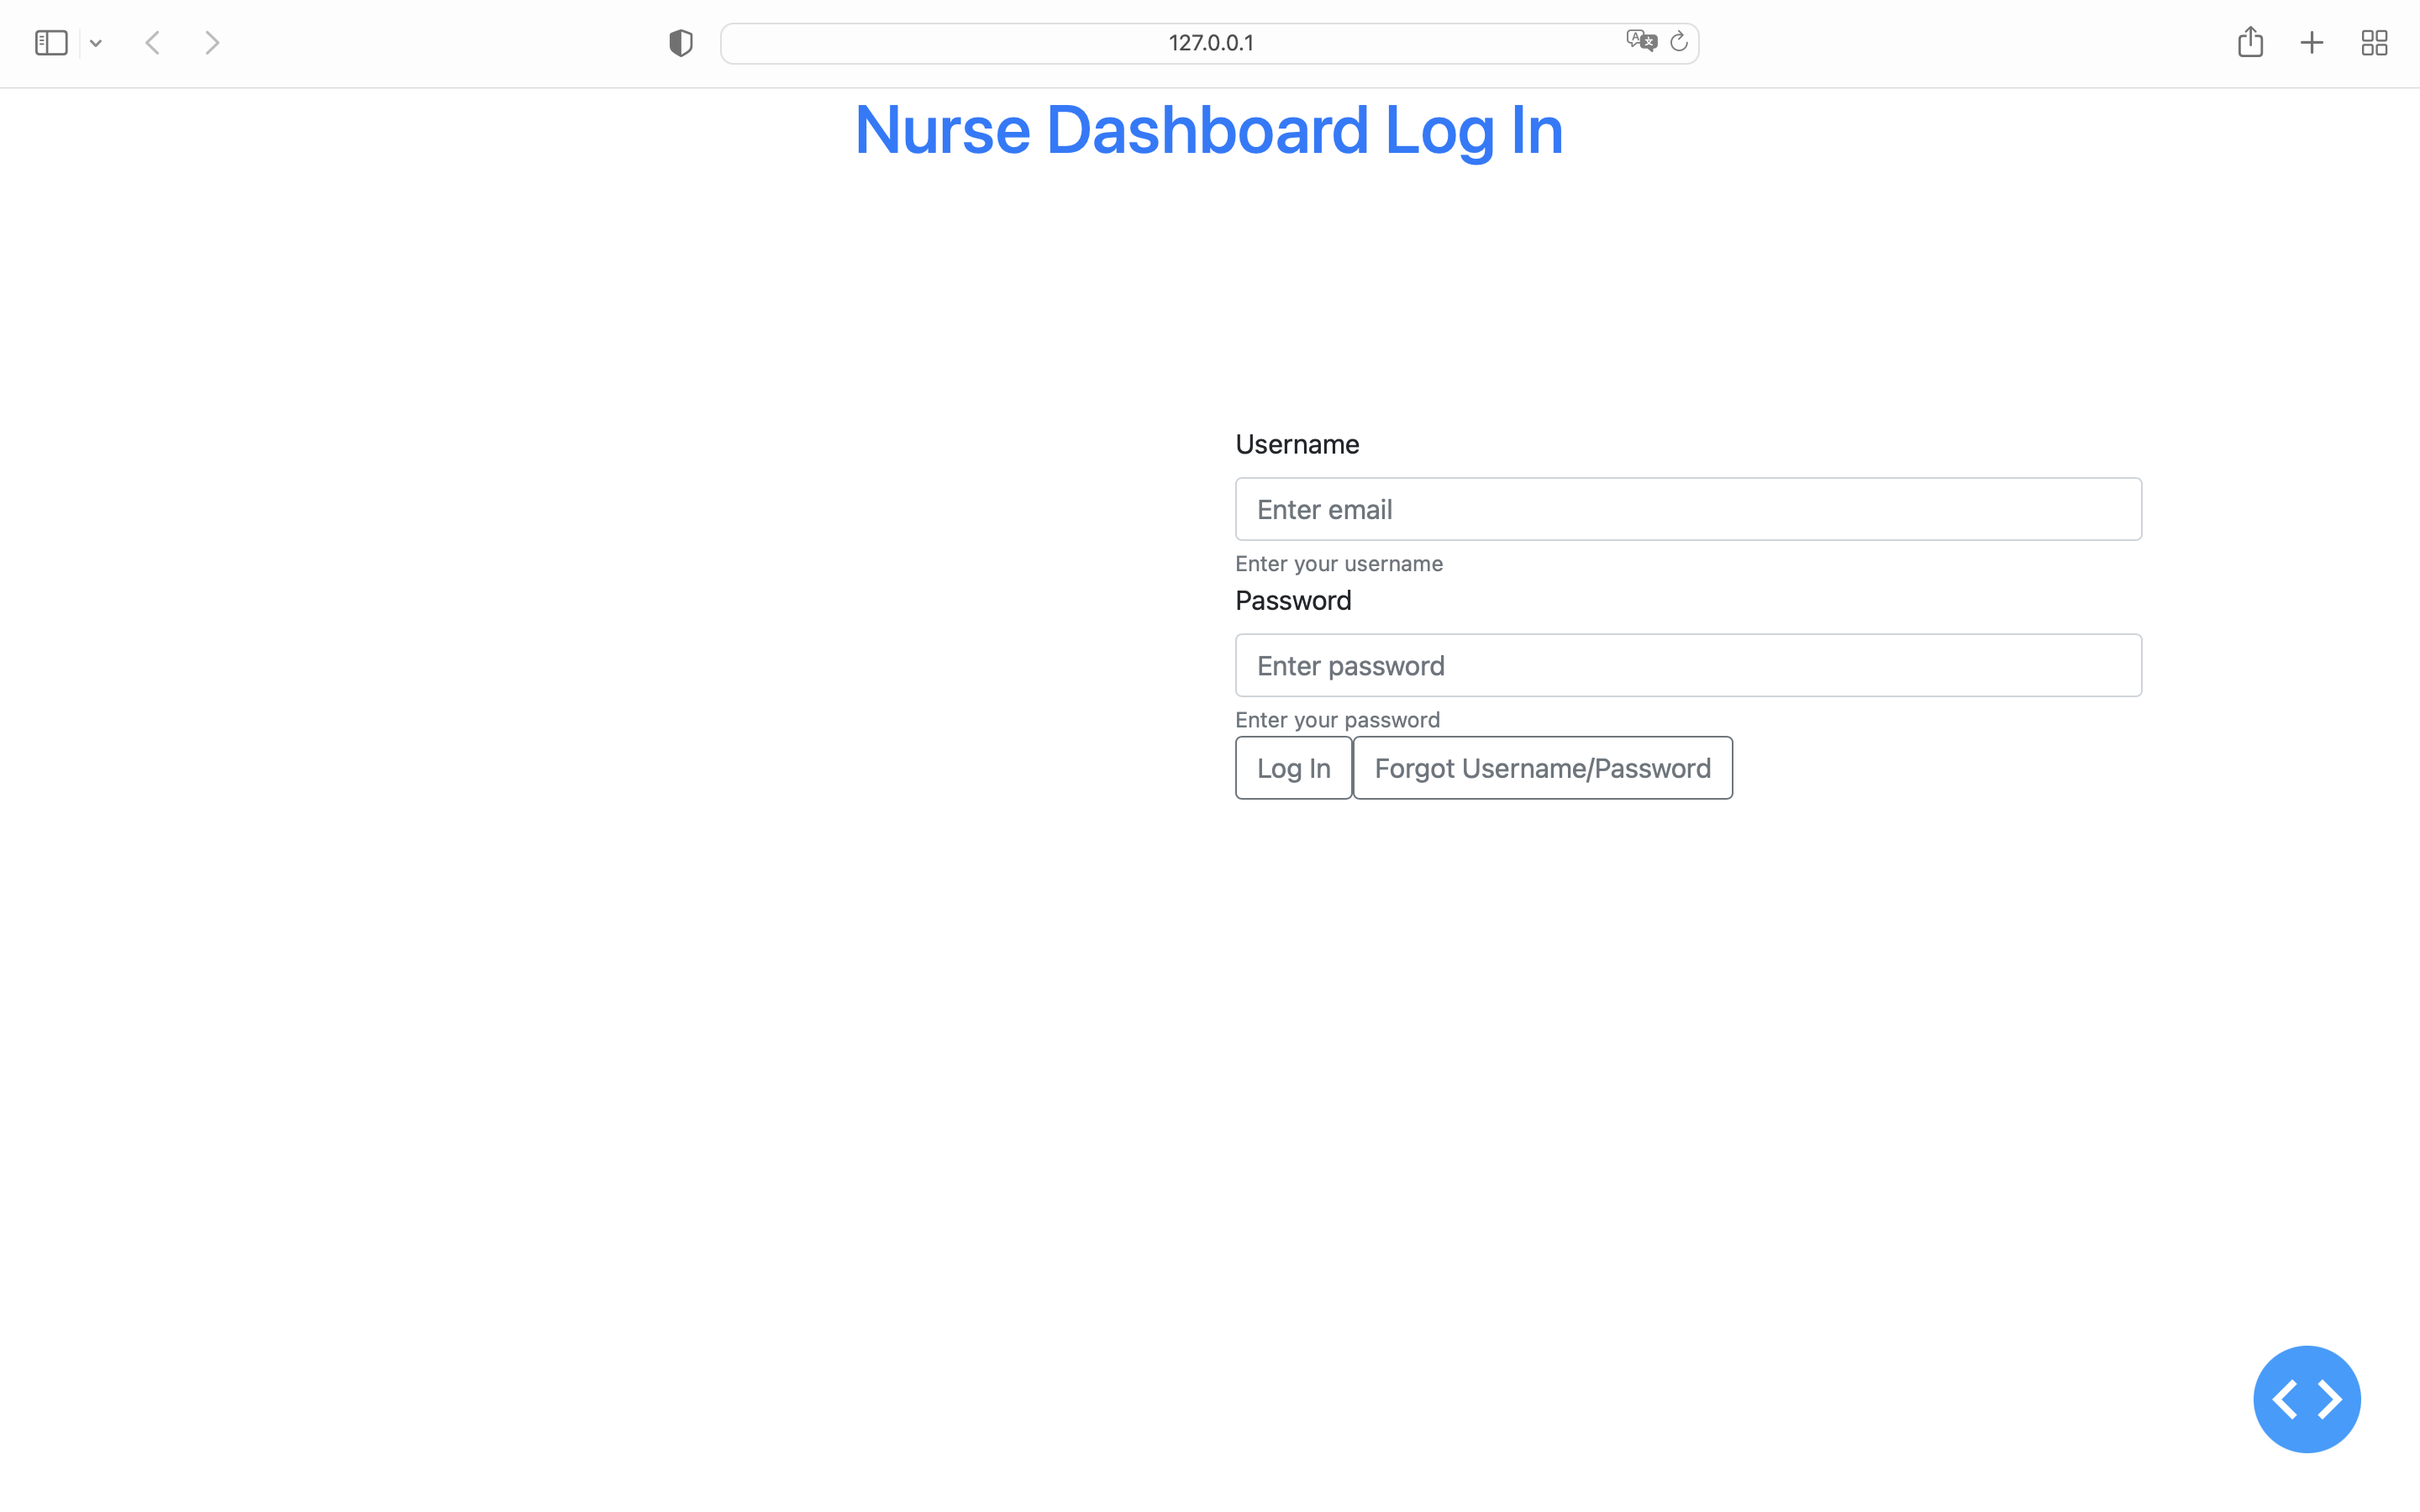 127.0.0.1
Nurse Dashboard Log In
Username
Enter email
Enter your username
Password
Enter password
Enter your password
Log In Forgot Username/Password